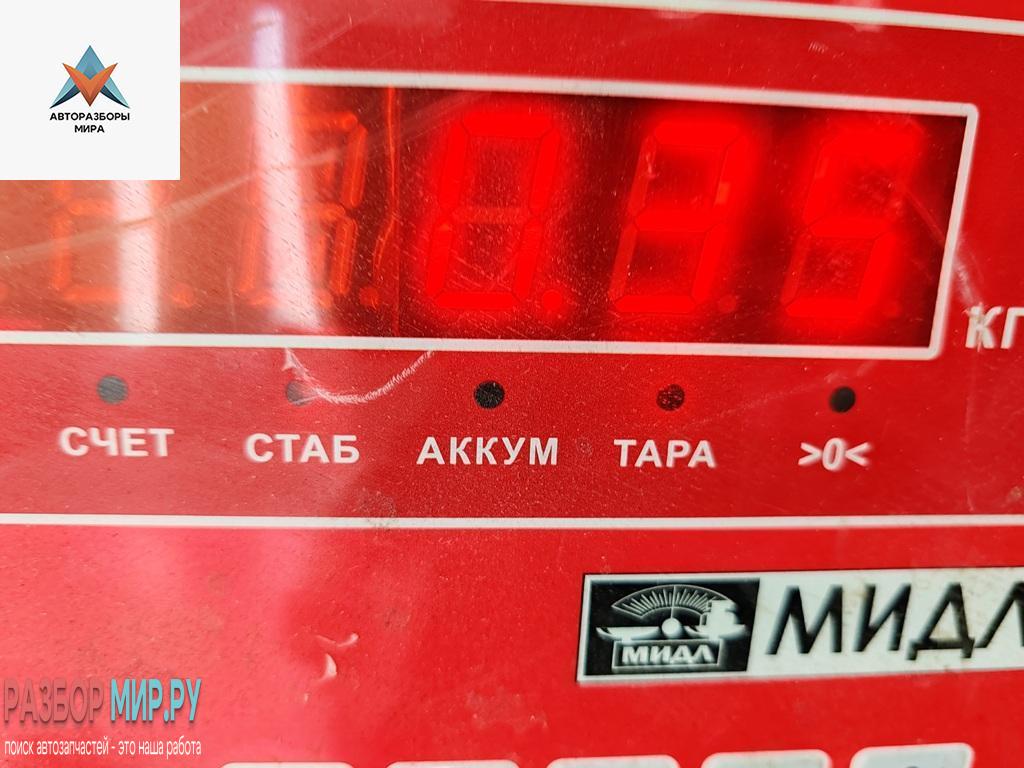 АВТОРАЗБОРЫ
МИРА
0.35
КГ
СЧЕТ СТАБ АККУМ ТАРА >0<
МИДЛ МИДЛ
РАЗБОР МИР.РУ
поиск автозапчастей - это наша работа